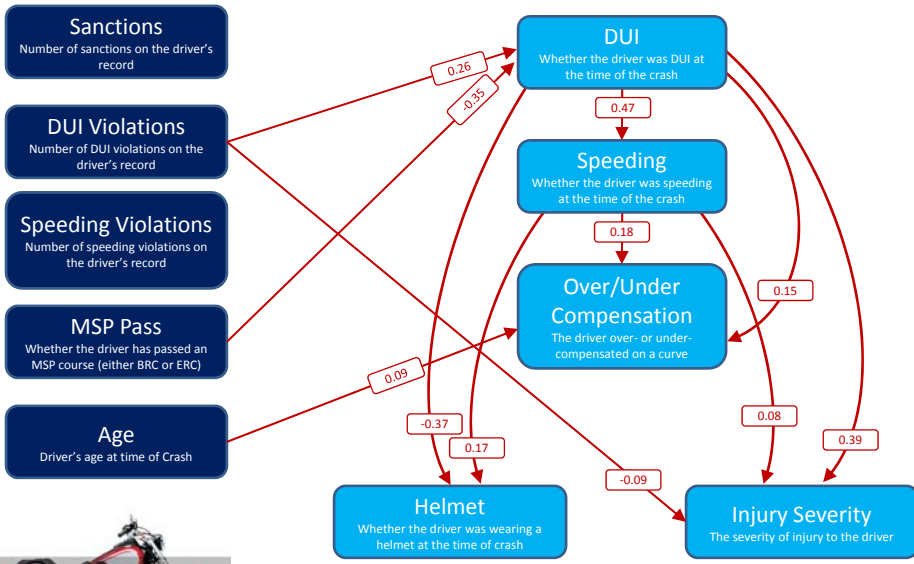 Sanctions
Number of sanctions on the driver's
record
DUI Violations
Number of DUI violations on the
driver's record
Speeding Violations
Number of speeding violations on
the driver's record
MSP Pass
Whether the driver has passed an
MSP course (either BRC or ERC)
Age
Driver's age at time of Crash
DUI
Whether the driver was DUI at
the time of the crash
Speeding
Whether the driver was speeding
at the time of the crash
Over/Under
Compensation
The driver over- or under-
compensated on a curve
Helmet
Whether the driver was wearing a
helmet at the time of crash
Injury Severity
The severity of injury to the driver
0.26
-0.35
0.47
0.18
0.15
0.09
-0.37
0.17
0.08
0.39
-0.09